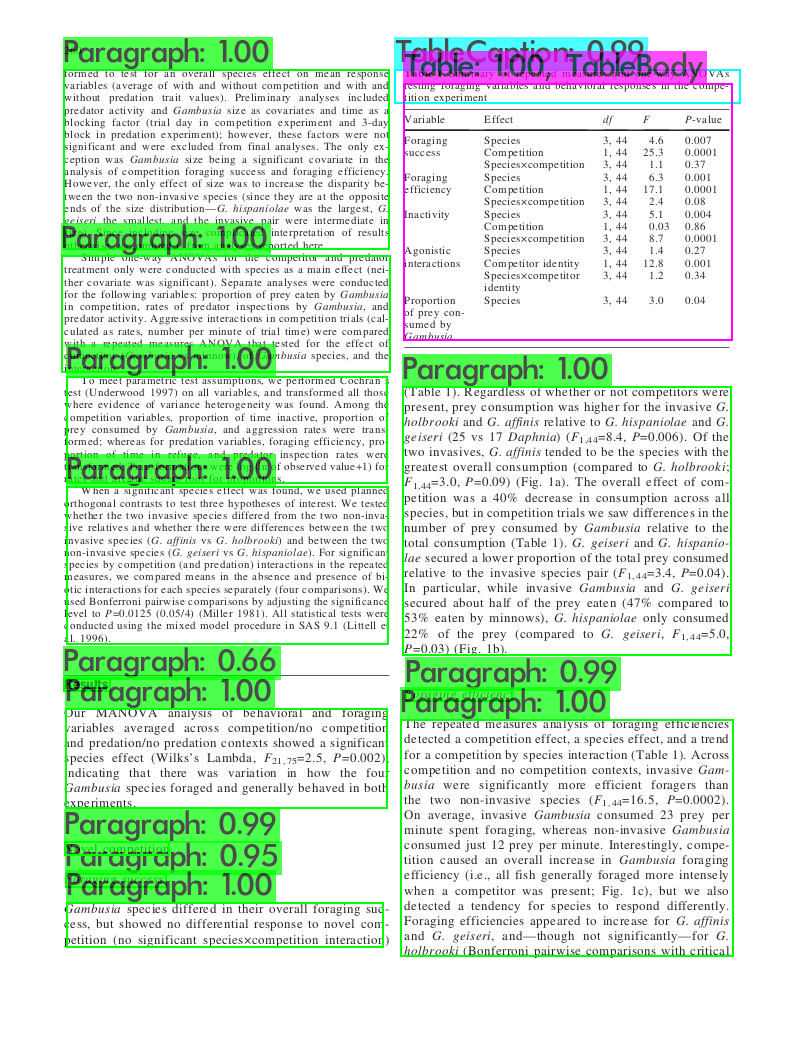 Paragraph: 1.00
formed to test for an overall species effect on mean response
variables (average of with and without competition and with and
without predation trait values). Preliminary analyses included
predator activity and Gambusia size as covariates and time as a
blocking factor (trial day in competition experiment and 3-day
block in predation experiment); however, these factors were not
significant and were excluded from final analyses. The only ex-
ception was Gambusia size being a significant covariate in the
analysis of competition foraging success and foraging efficiency.
However, the only effect of size was to increase the disparity be-
tween the two non-invasive species (since they are at the opposite
ends of the size distribution—G. hispaniolae was the largest, G.
geiseri the smallest, and the invasive pair were intermediate in
interpretation of results
reported here.
Paragraph: 1.00
Simple one-way ANOVAs for the competitor and predator
treatment only were conducted with species as a main effect (nei-
ther covariate was significant). Separate analyses were conducted
for the following variables: proportion of prey eaten by Gambusia
in competition, rates of predator inspections by Gambusia, and
predator activity. Aggressive interactions in competition trials (cal-
culated as rates, number per minute of trial time) were compared
with a repeated measures ANOVA that tested for the effect of
Gambusia species, and the
Paragraph: 1.00
To meet parametric test assumptions, we performed Cochran's
test (Underwood 1997) on all variables, and transformed all those
where evidence of variance heterogeneity was found. Among the
competition variables, proportion of time inactive, proportion of
prey consumed by Gambusia, and aggression rates were trans-
formed; whereas for predation variables, foraging efficiency, pro-
portion of time in refuge, and predator inspection rates were
of observed value+1) for
Paragraph: 1.00
When a significant species effect was found, we used planned
orthogonal contrasts to test three hypotheses of interest. We tested
whether the two invasive species differed from the two non-inva-
sive relatives and whether there were differences between the two
invasive species (G. affinis vs G. holbrooki) and between the two
non-invasive species (G. geiseri vs G. hispaniolae). For significant
species by competition (and predation) interactions in the repeated
measures, we compared means in the absence and presence of bi-
otic interactions for each species separately (four comparisons). We
used Bonferroni pairwise comparisons by adjusting the significance
level to P=0.0125 (0.05/4) (Miller 1981). All statistical tests were
conducted using the mixed model procedure in SAS 9.1 (Littell et
al. 1996).
Paragraph: 0.66
Results
Paragraph: 1.00
Our MANOVA analysis of behavioral and foraging
variables averaged across competition/no competition
and predation/no predation contexts showed a significant
species effect (Wilks's Lambda, F21,75=2.5, P=0.002),
indicating that there was variation in how the four
Gambusia species foraged and generally behaved in both
experiments.
Paragraph: 0.99
Novel competition
Paragraph: 0.95
Foraging success
Paragraph: 1.00
Gambusia species differed in their overall foraging suc-
cess, but showed no differential response to novel com-
petition (no significant species×competition interaction)
TableCaption: 0.99
Table: 1.00, TableBody
Table 1 Summary of repeated measures and one-way ANOVAs
testing foraging variables and behavioral responses in the compe-
tition experiment
Variable Effect df F P-value
Foraging Species 3, 44 4.6 0.007
success Competition 1, 44 25.3 0.0001
Species×competition 3, 44 1.1 0.37
Foraging Species 3, 44 6.3 0.001
efficiency Competition 1, 44 17.1 0.0001
Species×competition 3, 44 2.4 0.08
Inactivity Species 3, 44 5.1 0.004
Competition 1, 44 0.03 0.86
Species×competition 3, 44 8.7 0.0001
Agonistic Species 3, 44 1.4 0.27
interactions Competitor identity 1, 44 12.8 0.001
Species×competitor 3, 44 1.2 0.34
identity
Proportion Species 3, 44 3.0 0.04
of prey con-
sumed by
Gambusia
Paragraph: 1.00
(Table 1). Regardless of whether or not competitors were
present, prey consumption was higher for the invasive G.
holbrooki and G. affinis relative to G. hispaniolae and G.
geiseri (25 vs 17 Daphnia) (F1,44=8.4, P=0.006). Of the
two invasives, G. affinis tended to be the species with the
greatest overall consumption (compared to G. holbrooki;
F1,44=3.0, P=0.09) (Fig. 1a). The overall effect of com-
petition was a 40% decrease in consumption across all
species, but in competition trials we saw differences in the
number of prey consumed by Gambusia relative to the
total consumption (Table 1). G. geiseri and G. hispanio-
lae secured a lower proportion of the total prey consumed
relative to the invasive species pair (F1,44=3.4, P=0.04).
In particular, while invasive Gambusia and G. geiseri
secured about half of the prey eaten (47% compared to
53% eaten by minnows), G. hispaniolae only consumed
22% of the prey (compared to G. geiseri, F1,44=5.0,
P=0.03) (Fig. 1b).
Paragraph: 0.99
Foraging efficiency
Paragraph: 1.00
The repeated measures analysis of foraging efficiencies
detected a competition effect, a species effect, and a trend
for a competition by species interaction (Table 1). Across
competition and no competition contexts, invasive Gam-
busia were significantly more efficient foragers than
the two non-invasive species (F1,44=16.5, P=0.0002).
On average, invasive Gambusia consumed 23 prey per
minute spent foraging, whereas non-invasive Gambusia
consumed just 12 prey per minute. Interestingly, compe-
tition caused an overall increase in Gambusia foraging
efficiency (i.e., all fish generally foraged more intensely
when a competitor was present; Fig. 1c), but we also
detected a tendency for species to respond differently.
Foraging efficiencies appeared to increase for G. affinis
and G. geiseri, and—though not significantly—for G.
holbrooki (Bonferroni pairwise comparisons with critical